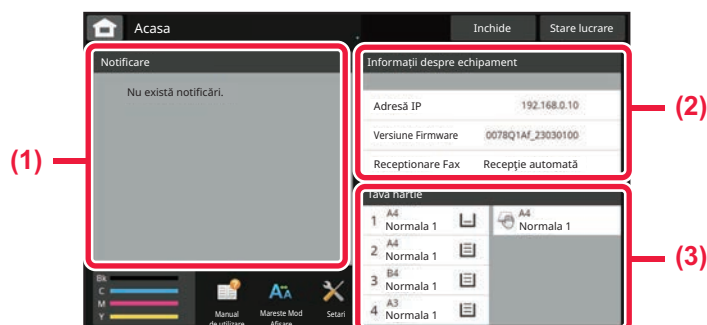 Acasa
Inchide
Stare lucrare
Notificare
Nu există notificări.
(1)
Informații despre echipament
Adresă IP 192.168.0.10
Versiune Firmware 0078Q1Af_23030100
Receptionare Fax Recepţie automată
(2)
Tava hartie
1 A4
Normala 1
2 A4
Normala 1
3 B4
Normala 1
4 A3
Normala 1
A4
Normala 1
(3)
Bk
C
M
Y
Manual
de utilizare
Mareste Mod
Afisare
Setari